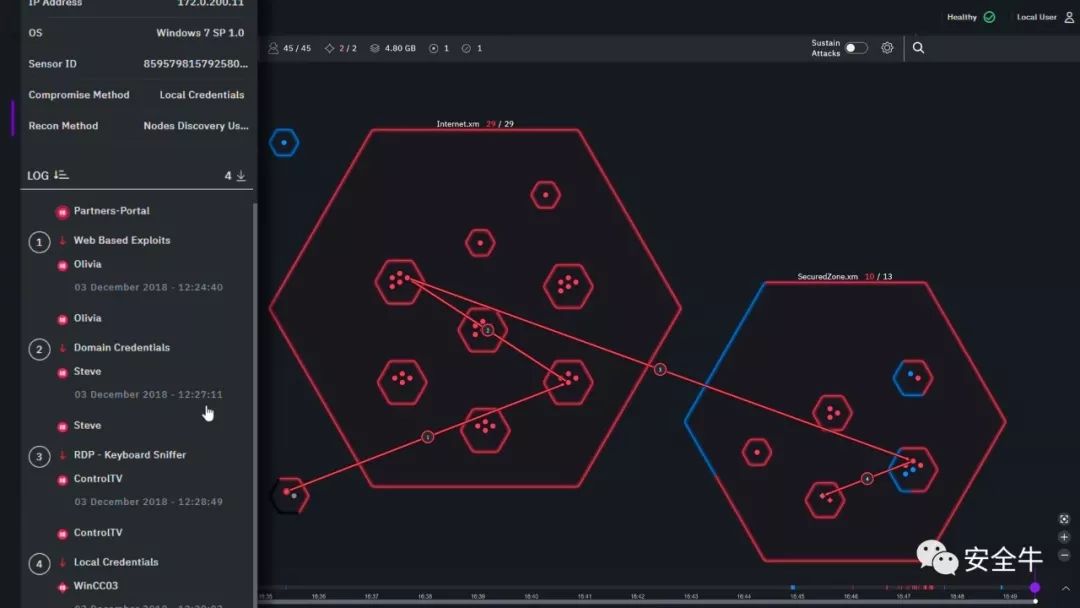 IP Address 172.0.200.11
OS Windows 7 SP 1.0
Sensor ID 859579815792580...
Compromise Method Local Credentials
Recon Method Nodes Discovery Us...
LOG 4
Partners-Portal
1 Web Based Exploits
Olivia
03 December 2018 - 12:24:40
Olivia
2 Domain Credentials
Steve
03 December 2018 - 12:27:11
Steve
3 RDP - Keyboard Sniffer
ControlTV
03 December 2018 - 12:28:49
ControlTV
4 Local Credentials
WinCC03
Healthy Local User
45 / 45 2 / 2 4.80 GB 1 1
Sustain
Attacks
Internet.xm 29 / 29
SecuredZone.xm 10 / 13
2
3
1
4
安全牛
16:35 16:36 16:38 16:39 16:40 16:41 16:42 16:44 16:45 16:46 16:47 16:48 16:49